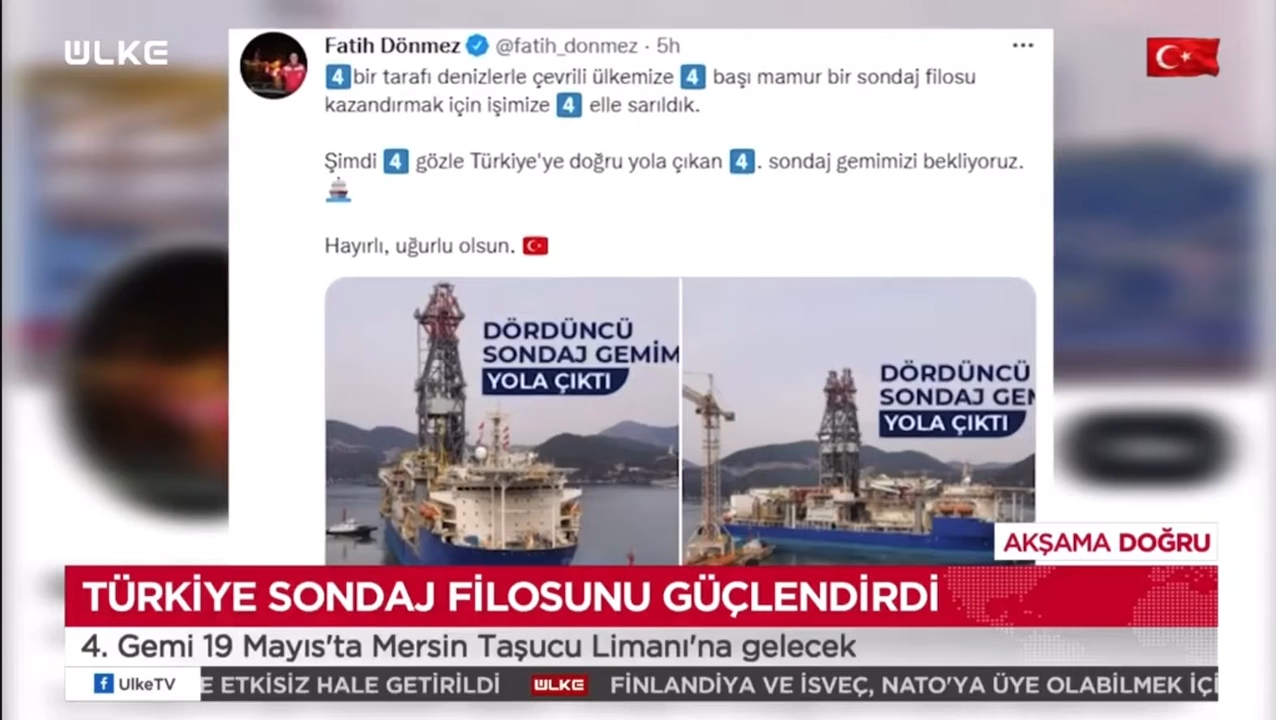 ÜLKE
Fatih Dönmez @fatih_donmez · 5h
4 bir tarafı denizlerle çevrili ülkemize 4 başı mamur bir sondaj filosu
kazandırmak için işimize 4 elle sarıldık.
Şimdi 4 gözle Türkiye'ye doğru yola çıkan 4. sondaj gemimizi bekliyoruz.
Hayırlı, uğurlu olsun.
DÖRDÜNCÜ
SONDAJ GEMİM
YOLA ÇIKTI
DÖRDÜNCÜ
SONDAJ GEM
YOLA ÇIKTI
AKŞAMA DOĞRU
TÜRKİYE SONDAJ FİLOSUNU GÜÇLENDİRDİ
4. Gemi 19 Mayıs'ta Mersin Taşucu Limanı'na gelecek
UlkeTV E ETKİSİZ HALE GETİRİLDİ ÜLKE FİNLANDİYA VE İSVEÇ, NATO'YA ÜYE OLABİLMEK İÇİ